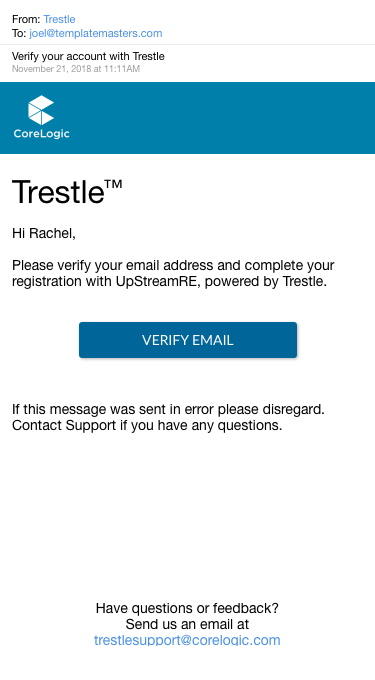 From: Trestle
To: joel@templatemasters.com
Verify your account with Trestle
November 21, 2018 at 11:11AM
CoreLogic
Trestle™
Hi Rachel,
Please verify your email address and complete your
registration with UpStreamRE, powered by Trestle.
VERIFY EMAIL
If this message was sent in error please disregard.
Contact Support if you have any questions.
Have questions or feedback?
Send us an email at
trestlesupport@corelogic.com